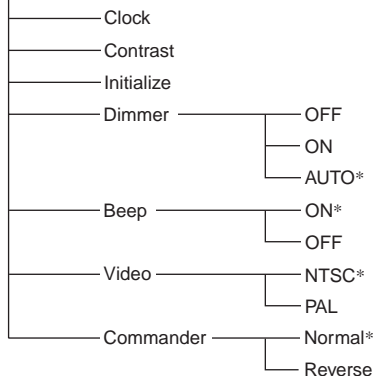 Clock
Contrast
Initialize
Dimmer OFF
ON
AUTO*
Beep ON*
OFF
Video NTSC*
PAL
Commander Normal*
Reverse